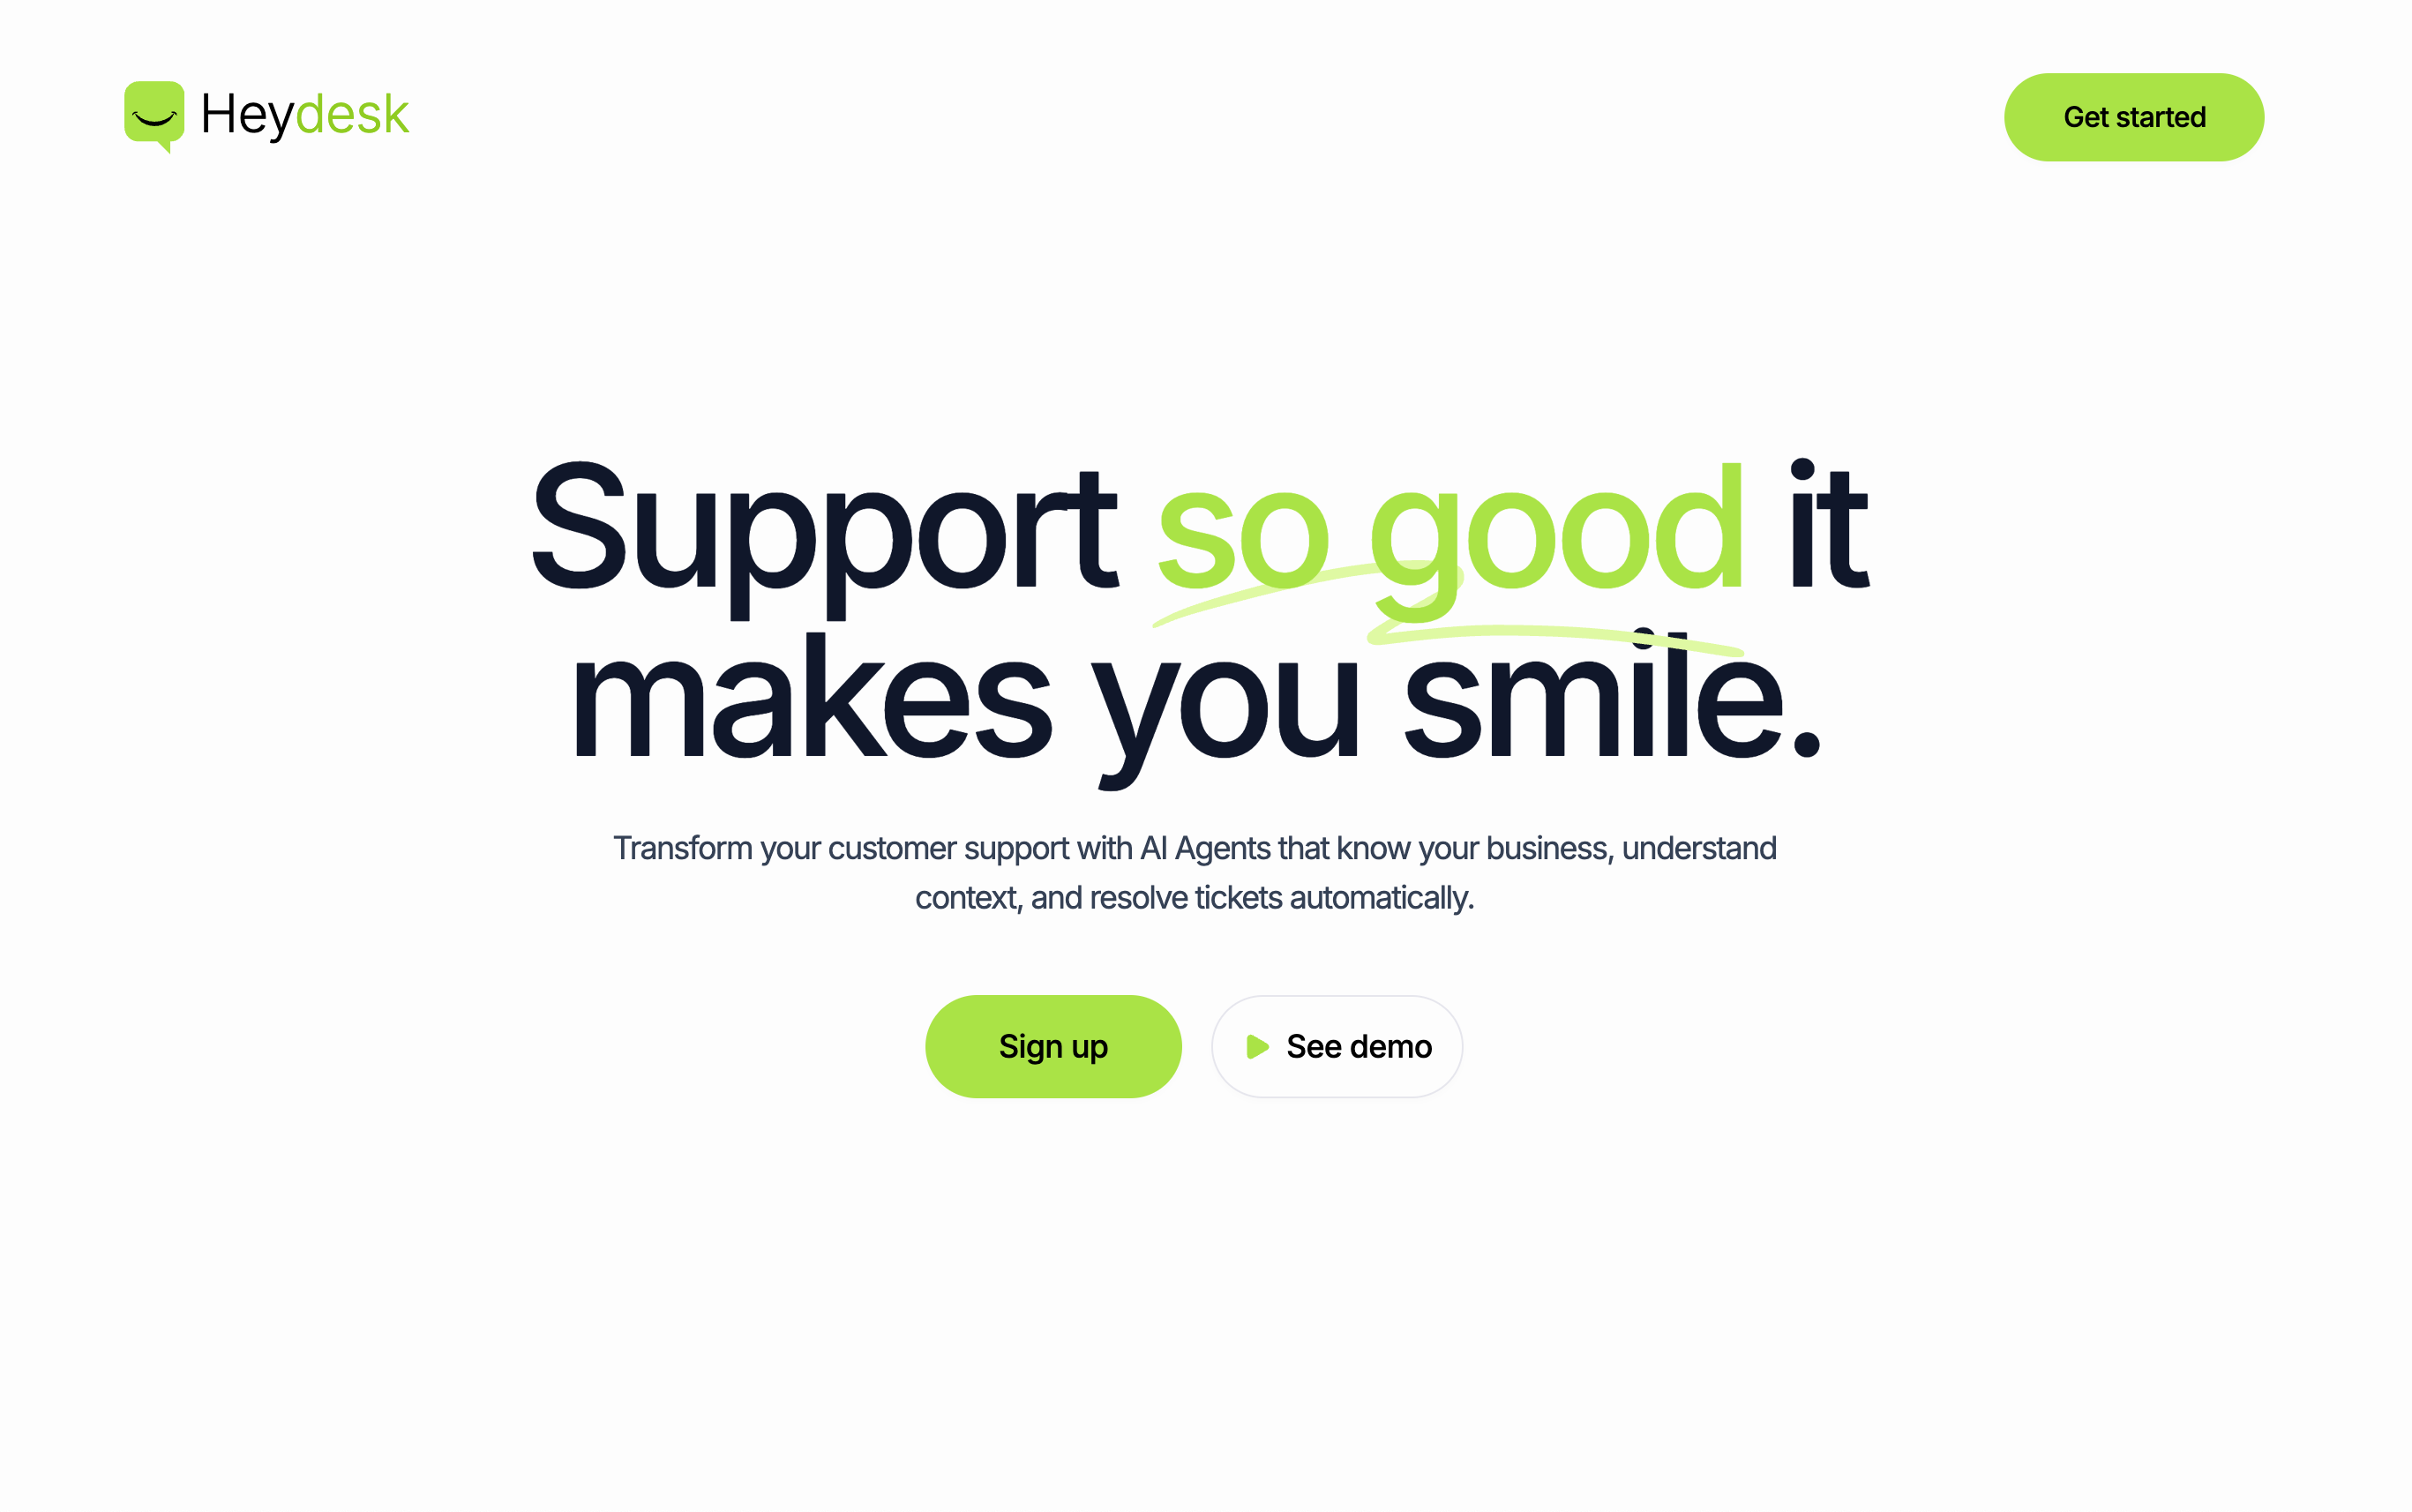 Heydesk
Get started
Support so good it
makes you smile.
Transform your customer support with AI Agents that know your business, understand
context, and resolve tickets automatically.
Sign up
See demo